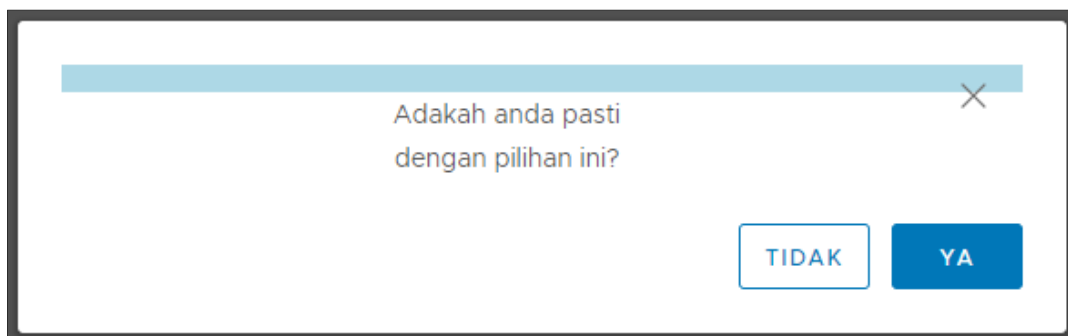 Adakah anda pasti
dengan pilihan ini?
TIDAK
YA